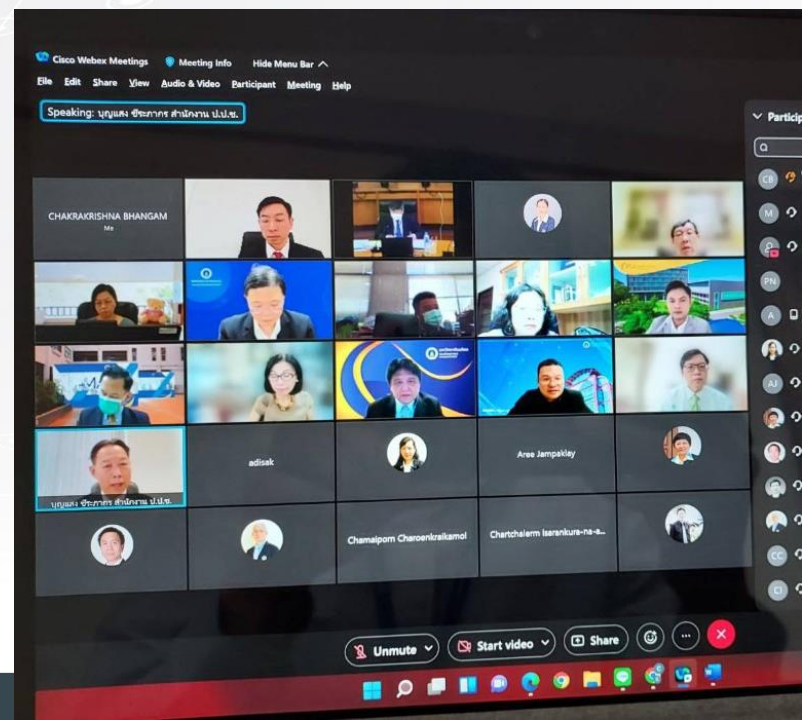 Cisco Webex Meetings Meeting Info Hide Menu Bar
File Edit Share View Audio & Video Participant Meeting Help
Speaking: บุญแสง ชีระภากร สำนักงาน ป.ป.ช.
Particip
CB
CHAKRAKRISHNA BHANGAM
Me
M
PN
A
AJ
บุญแสง ชีระภากร สำนักงาน ป.ป.ช.
adisak
Aree Jampaklay
Chamaiporn Charoenkraikamol
Chartchalerm Isarankura-na-a...
CC
CI
Unmute
Start video
Share